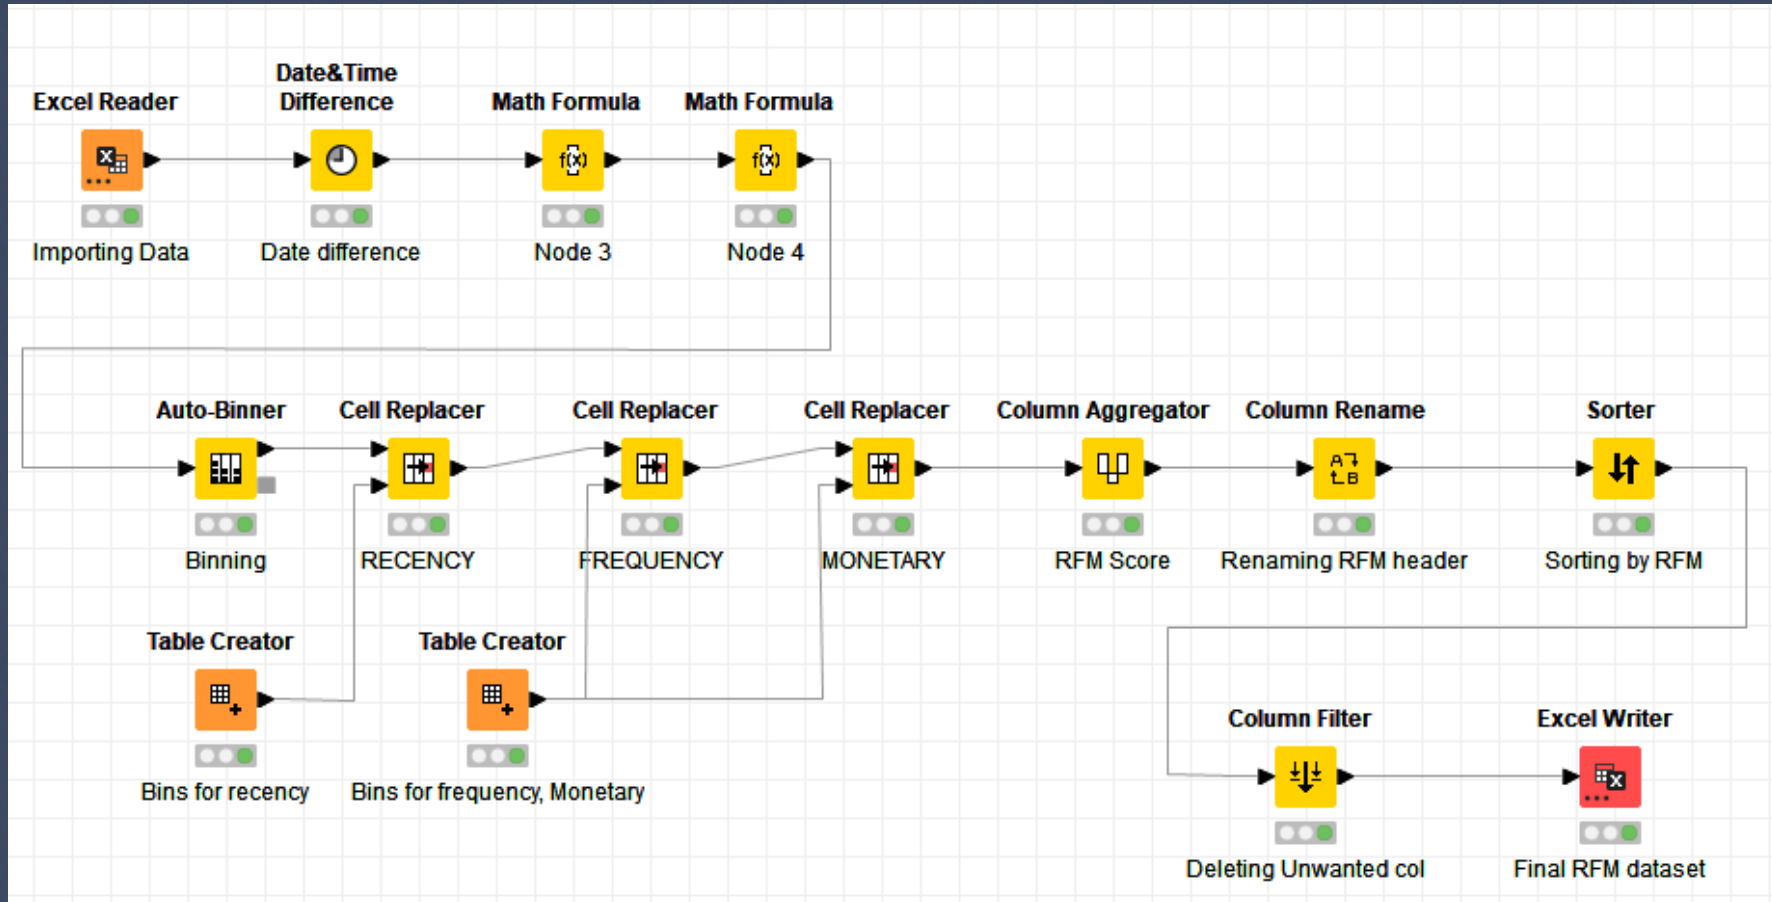 Date&Time
Excel Reader Difference Math Formula Math Formula
X
f(x) f(x)
Importing Data Date difference Node 3 Node 4
Auto-Binner Cell Replacer Cell Replacer Cell Replacer Column Aggregator Column Rename Sorter
A
B
Binning RECENCY FREQUENCY MONETARY RFM Score Renaming RFM header Sorting by RFM
Table Creator Table Creator
Bins for recency Bins for frequency, Monetary
Column Filter Excel Writer
X
Deleting Unwanted col Final RFM dataset